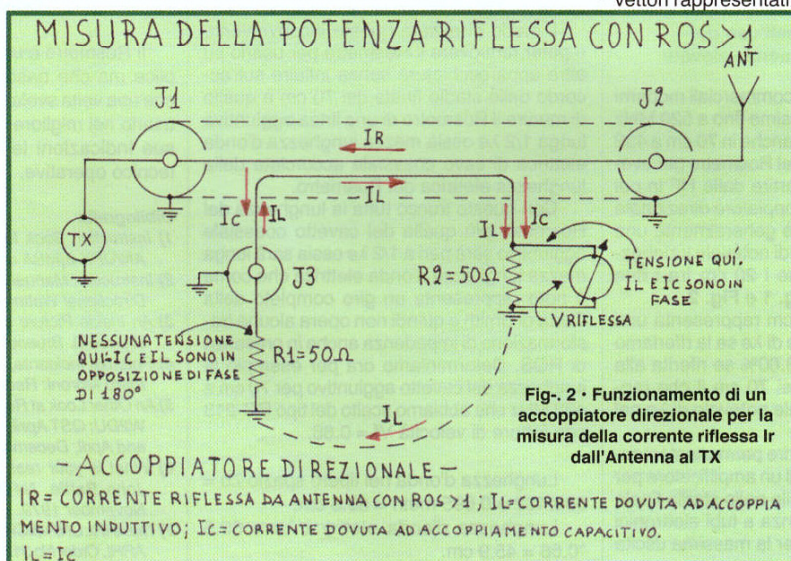 Vettori rappresentati
MISURA DELLA POTENZA RIFLESSA CON ROS>1
ANT
J1
J2
IR
IL
Ic
IL
IL
Ic
TX
J3
R2=50Ω
TENSIONE QUI.
IL E IC SONO IN
FASE
VRIFLESSA
NESSUNA TENSIONE
QUI-IC E IL SONO IN
OPPOSIZIONE DI FASE
DI 180°
R1=50Ω
IL
Fig-. 2 · Funzionamento di un
accoppiatore direzionale per la
misura della corrente riflessa Ir
dall'Antenna al TX
- ACCOPPIATORE DIREZIONALE -
IR= CORRENTE RIFLESSA DA ANTENNA CON ROS>1; IL=CORRENTE DOVUTA AD ACCOPPIA
MENTO INDUTTIVO; IC= CORRENTE DOVUTA AD ACCOPPIAMENTO CAPACITIVO.
IL=IC